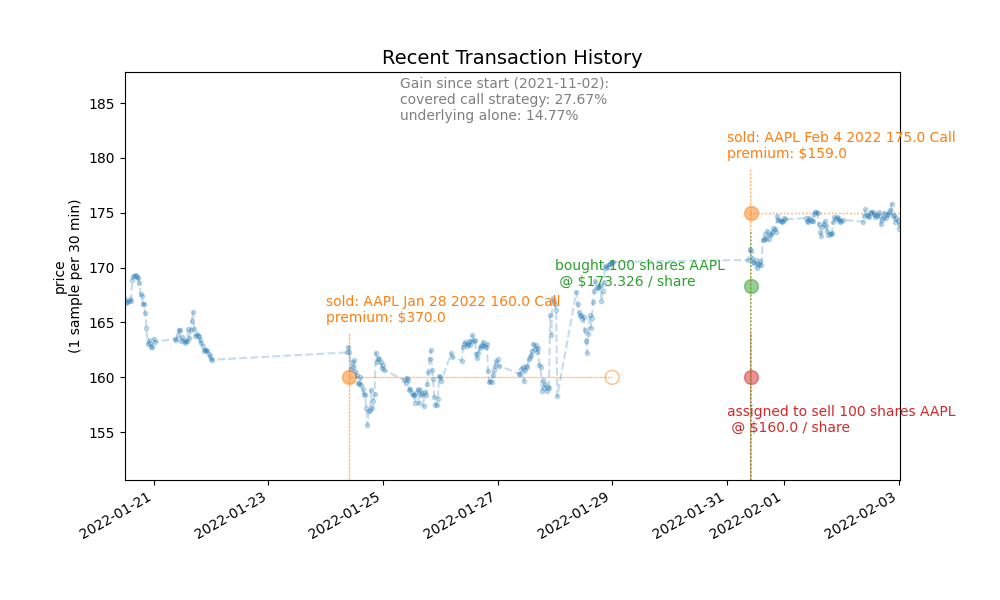 Recent Transaction History
Gain since start (2021-11-02):
covered call strategy: 27.67%
underlying alone: 14.77%
185
180
175
170
165
160
155
price
(1 sample per 30 min)
sold: AAPL Feb 4 2022 175.0 Call
premium: $159.0
bought 100 shares AAPL
@ $173.326 / share
sold: AAPL Jan 28 2022 160.0 Call
premium: $370.0
assigned to sell 100 shares AAPL
@ $160.0 / share
2022-01-21
2022-01-23
2022-01-25
2022-01-27
2022-01-29
2022-01-31
2022-02-01
2022-02-03